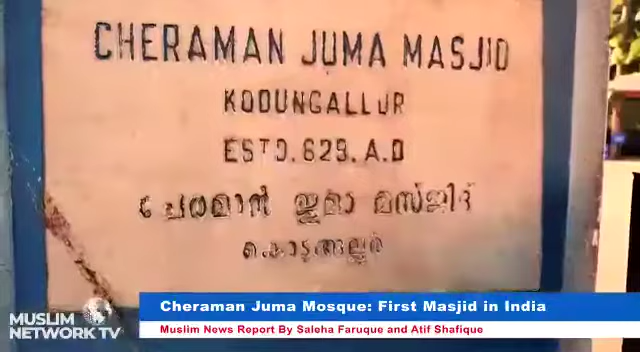 CHERAMAN JUMA MASJID
KODUNGALLUR
ESTD. 629. A.D
ചേരമാൻ ജുമാ മസ്ജിദ്
കൊടുങ്ങല്ലൂർ
Cheraman Juma Mosque: First Masjid in India
Muslim News Report By Saleha Faruque and Atif Shafique
MUSLIM
NETWORK TV